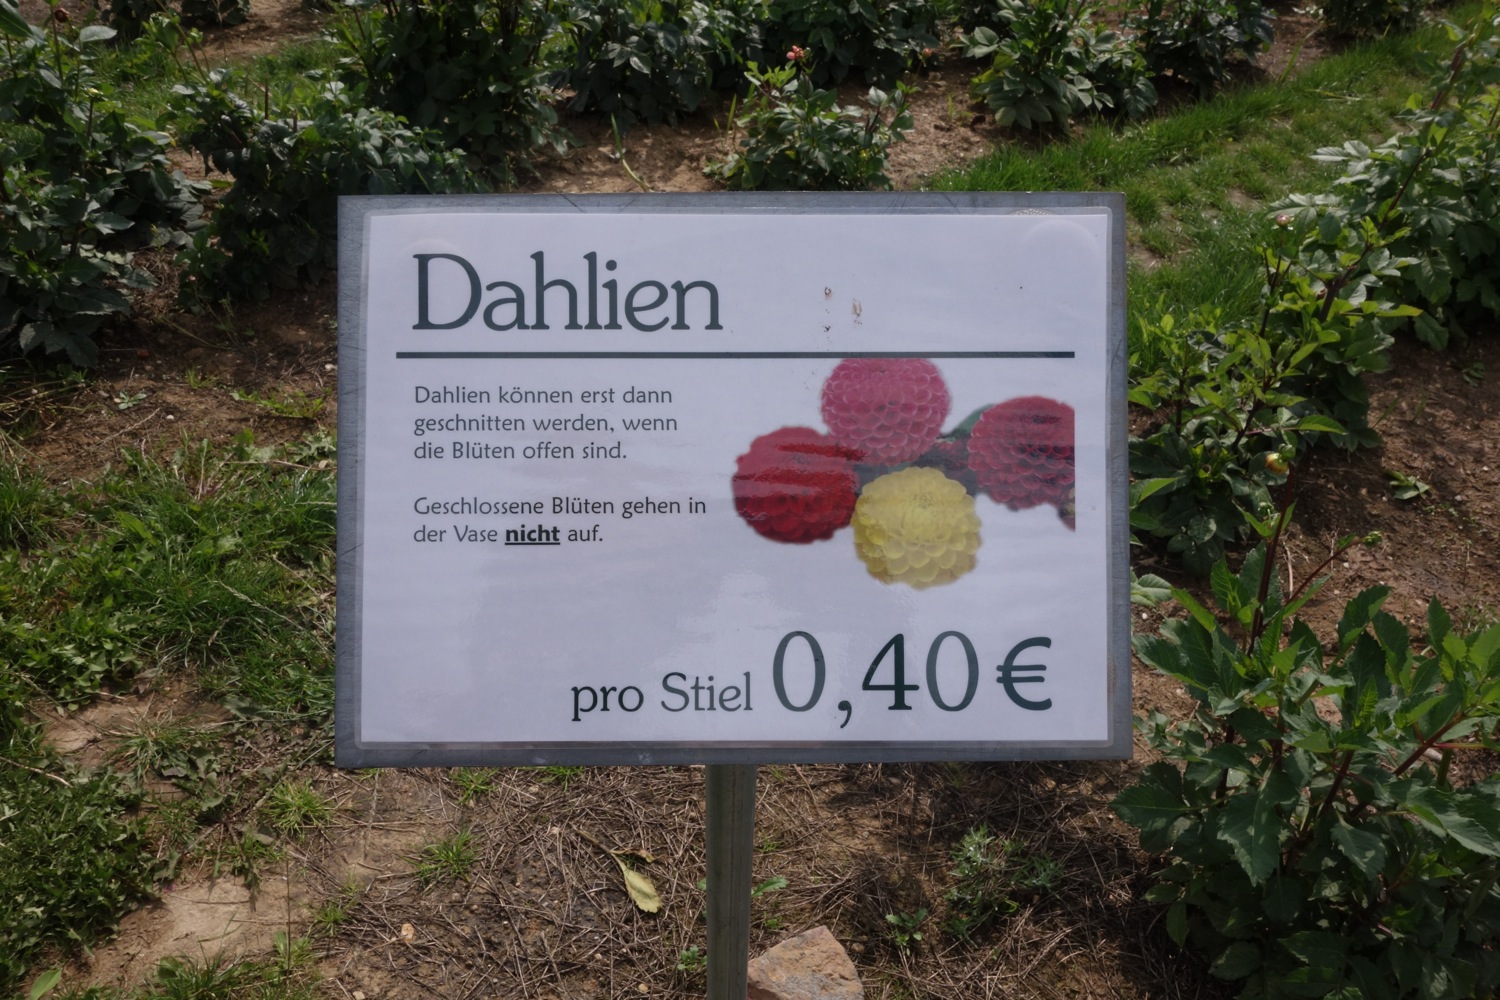 Dahlien
Dahlien können erst dann
geschnitten werden, wenn
die Blüten offen sind.
Geschlossene Blüten gehen in
der Vase nicht auf.
pro Stiel 0,40€